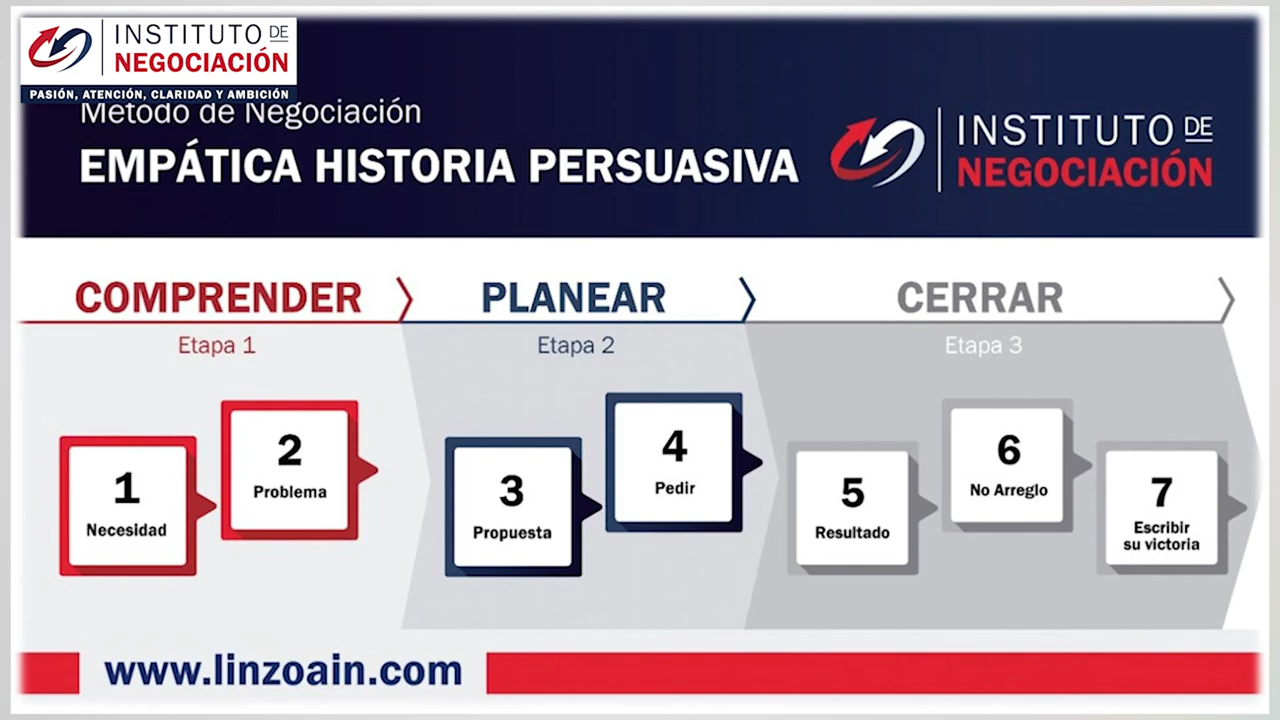 INSTITUTO DE
NEGOCIACIÓN
PASIÓN, ATENCIÓN, CLARIDAD Y AMBICIÓN
Método de Negociación
EMPÁTICA HISTORIA PERSUASIVA
INSTITUTO DE
NEGOCIACIÓN
COMPRENDER
PLANEAR
CERRAR
Etapa 1
Etapa 2
Etapa 3
1
Necesidad
2
Problema
3
Propuesta
4
Pedir
5
Resultado
6
No Arreglo
7
Escribir
su victoria
www.linzoain.com